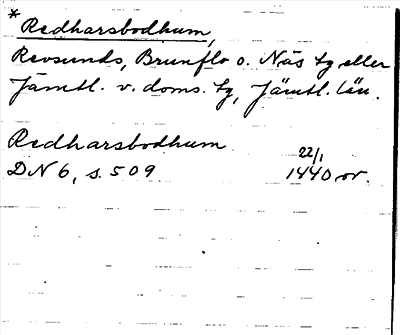 * Redharsbodhum,
Revsunds, Brunflo o. Näs tg eller
Jämtl. v. doms. tg, Jämtl. län.
Redharsbodhum
22/1
DN 6, s. 509 1440 or.